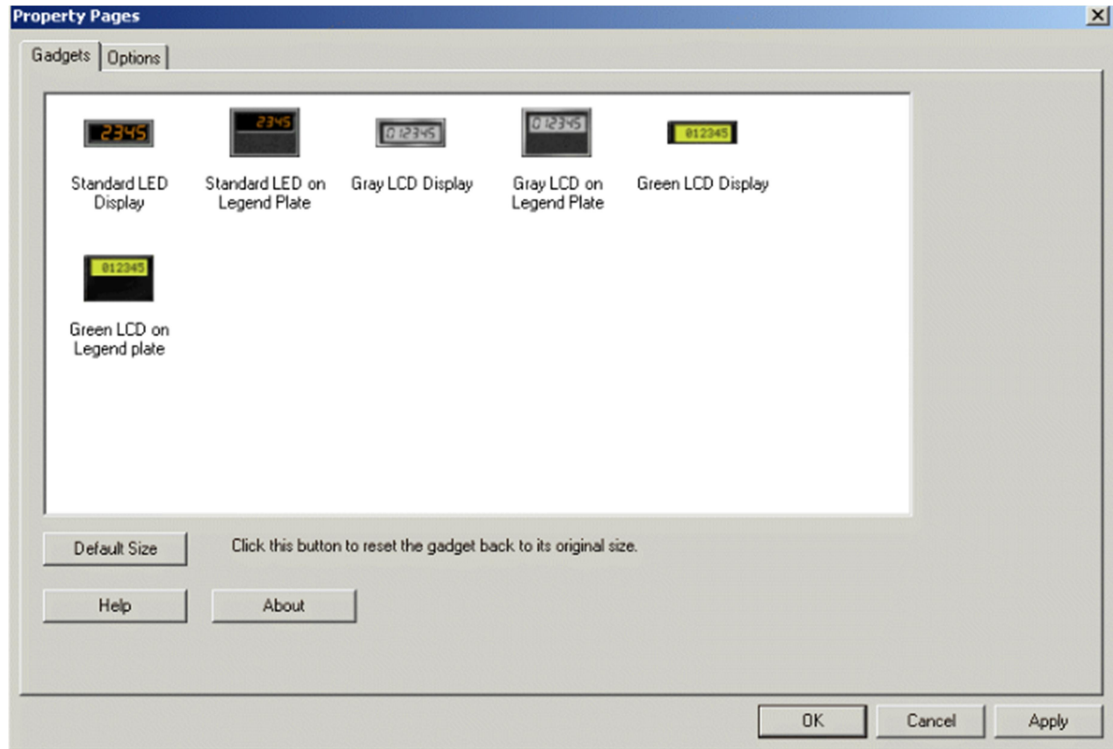 Property Pages
Gadgets Options
2345 2345 012345 012345 012345
Standard LED Standard LED on Gray LCD Display Gray LCD on Green LCD Display
Display Legend Plate Legend Plate
012345
Green LCD on
Legend plate
Default Size Click this button to reset the gadget back to its original size.
Help About
OK Cancel Apply